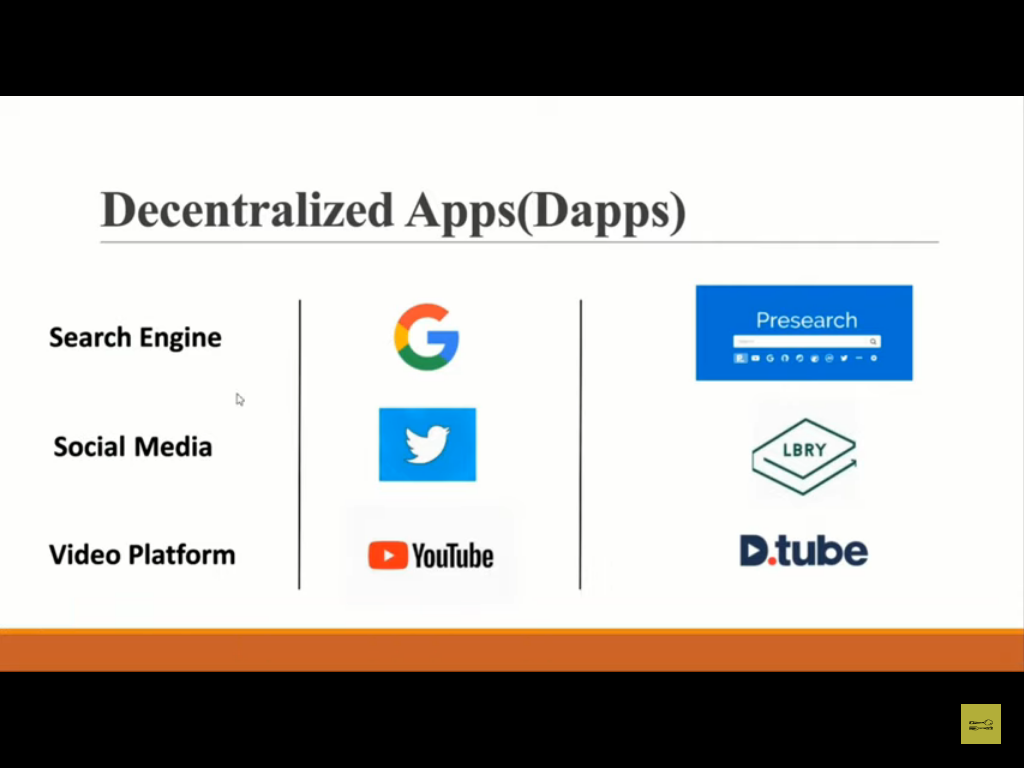 Decentralized Apps(Dapps)
Search Engine
Presearch
Social Media
LBRY
Video Platform
YouTube
D.tube